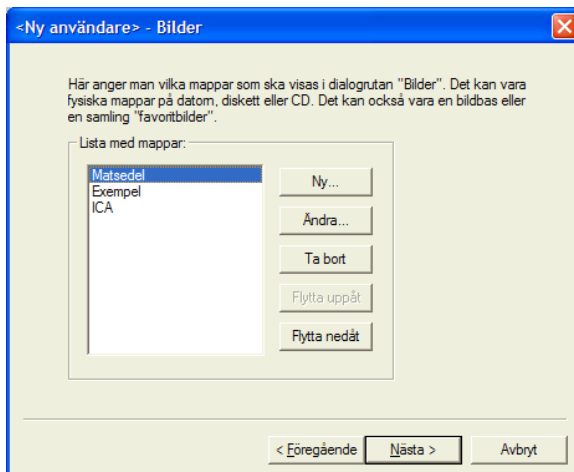 <Ny användare> - Bilder
Här anger man vilka mappar som ska visas i dialogrutan "Bilder". Det kan vara
fysiska mappar på datorn, diskett eller CD. Det kan också vara en bildbas eller
en samling "favoritbilder".
Lista med mappar:
Matsedel
Exempel
ICA
Ny...
Ändra...
Ta bort
Flytta uppåt
Flytta nedåt
< Föregående
Nästa >
Avbryt